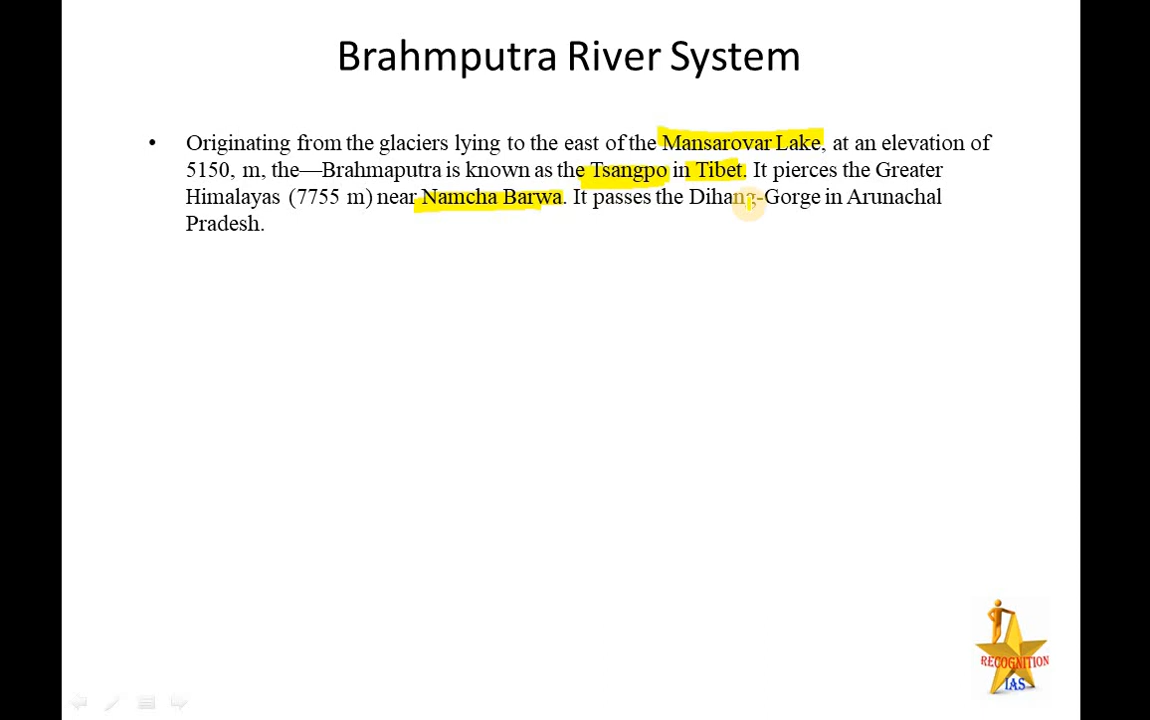 Brahmputra River System
• Originating from the glaciers lying to the east of the Mansarovar Lake, at an elevation of
5150, m, the—Brahmaputra is known as the Tsangpo in Tibet. It pierces the Greater
Himalayas (7755 m) near Namcha Barwa. It passes the Dihang-Gorge in Arunachal
Pradesh.
RECOGNITION
IAS